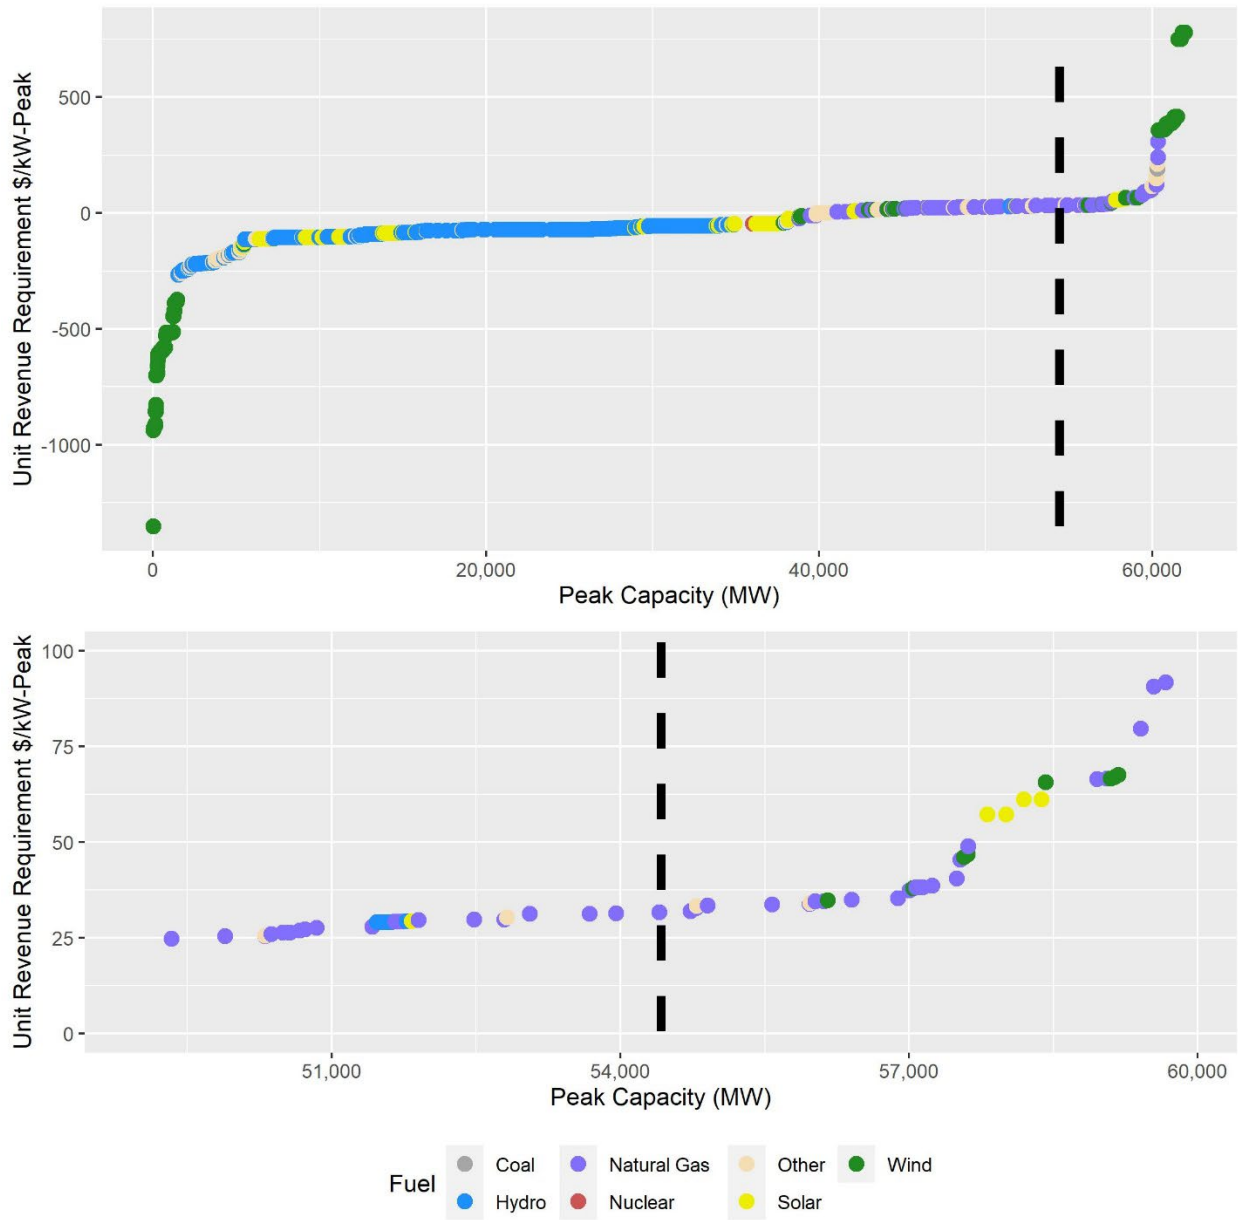 Unit Revenue Requirement $/kW-Peak
500
0
-500
-1000
0
20,000
40,000
60,000
Peak Capacity (MW)
Unit Revenue Requirement $/kW-Peak
100
75
50
25
0
51,000
54,000
57,000
60,000
Peak Capacity (MW)
Fuel
Coal
Natural Gas
Other
Wind
Hydro
Nuclear
Solar